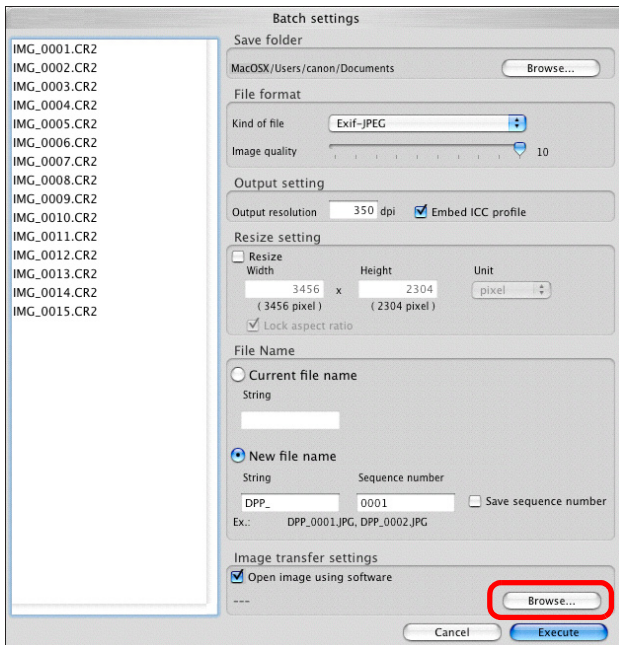 Batch settings
IMG_0001.CR2
IMG_0002.CR2
IMG_0003.CR2
IMG_0004.CR2
IMG_0005.CR2
IMG_0006.CR2
IMG_0007.CR2
IMG_0008.CR2
IMG_0009.CR2
IMG_0010.CR2
IMG_0011.CR2
IMG_0012.CR2
IMG_0013.CR2
IMG_0014.CR2
IMG_0015.CR2
Save folder
MacOSX/Users/canon/Documents Browse...
File format
Kind of file Exif-JPEG
Image quality 10
Output setting
Output resolution 350 dpi Embed ICC profile
Resize setting
Resize
Width Height Unit
3456 x 2304 pixel
(3456 pixel) (2304 pixel)
Lock aspect ratio
File Name
Current file name
String
New file name
String Sequence number
DPP_ 0001 Save sequence number
Ex.: DPP_0001.JPG, DPP_0002.JPG
Image transfer settings
Open image using software
--- Browse...
Cancel Execute